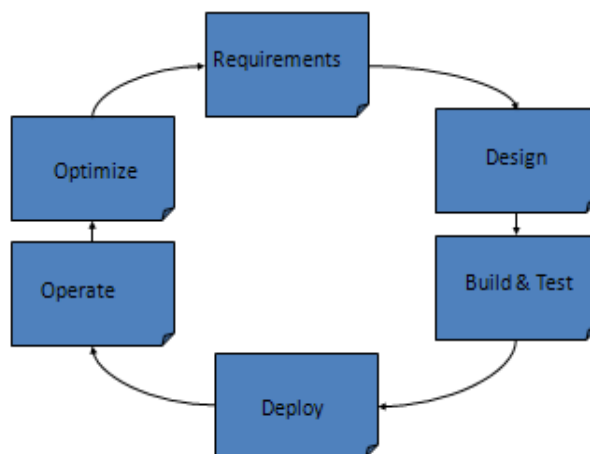 Requirements
Design
Build & Test
Deploy
Operate
Optimize